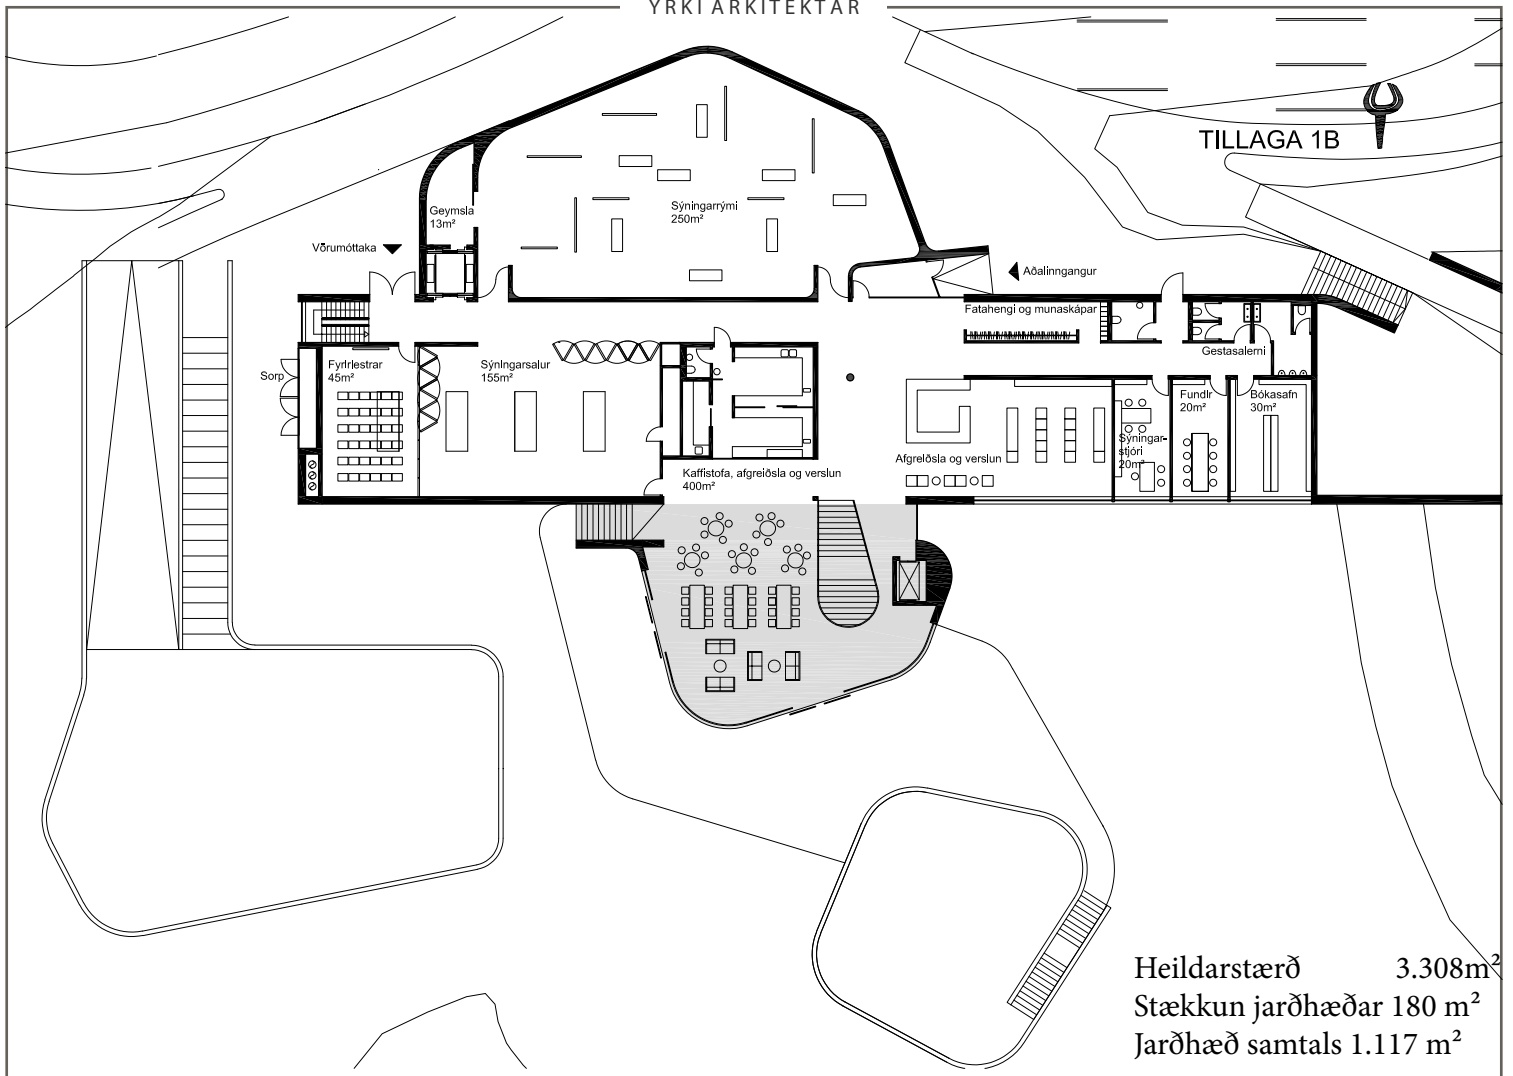 YRKI ARKITEKTAR
TILLAGA 1B
Geymsla
13m²
Sýningarrými
250m²
Vörumóttaka
Aðalinngangur
Fatahengi og munaskápar
Gestasalerni
Sorp
Fyrirlestrar
45m²
Sýningarsalur
155m²
Fundir
20m²
Bókasafn
30m²
Sýningar-
stjóri
20m²
Afgreiðsla og verslun
Kaffistofa, afgreiðsla og verslun
400m²
Heildarstærð 3.308m²
Stækkun jarðhæðar 180 m²
Jarðhæð samtals 1.117 m²